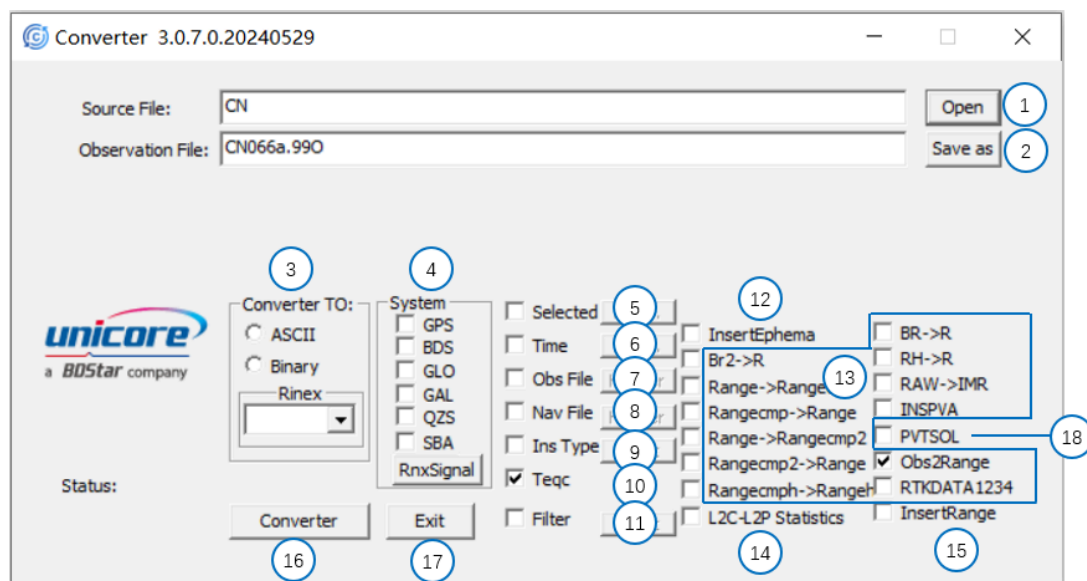 Converter 3.0.7.0.20240529
Source File: CN Open 1
Observation File: CN066a.99O Save as 2
3 4
12
Converter TO: System
ASCII
Binary
Rinex
GPS
BDS
GLO
GAL
QZS
SBA
RnxSignal
Selected 5
Time 6
Obs File 7
Nav File 8
Ins Type 9
Teqc 10
Filter 11
InsertEphema
Br2->R
Range->Range
Rangecmp->Range
Range->Rangecmp2
Rangecmp2->Range
Rangecmph->Rangeh
L2C-L2P Statistics
13
BR->R
RH->R
RAW->IMR
INSPVA
PVTSOL 18
Obs2Range
RTKDATA1234
InsertRange
unicore
a BDStar company
Status:
Converter Exit
16 17 14 15